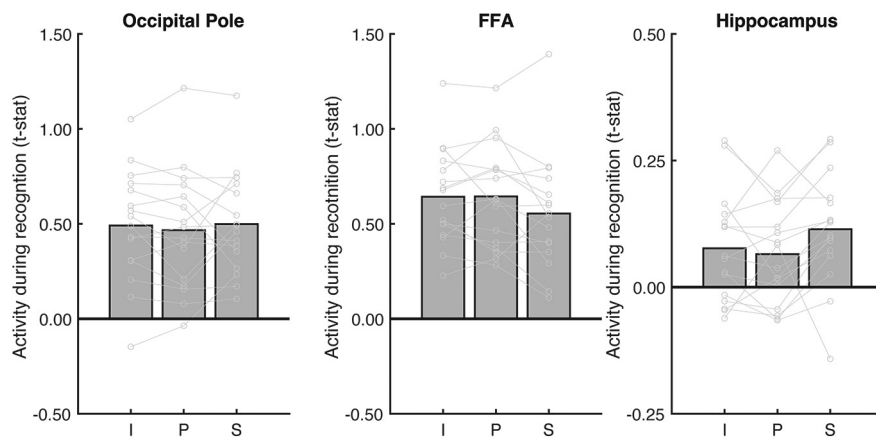 Occipital Pole
Activity during recogntion (t-stat)
1.50
1.00
0.50
0.00
-0.50
I P S
FFA
Activity during recotnition (t-stat)
1.50
1.00
0.50
0.00
-0.50
I P S
Hippocampus
Activity during recogntion (t-stat)
0.50
0.25
0.00
-0.25
I P S